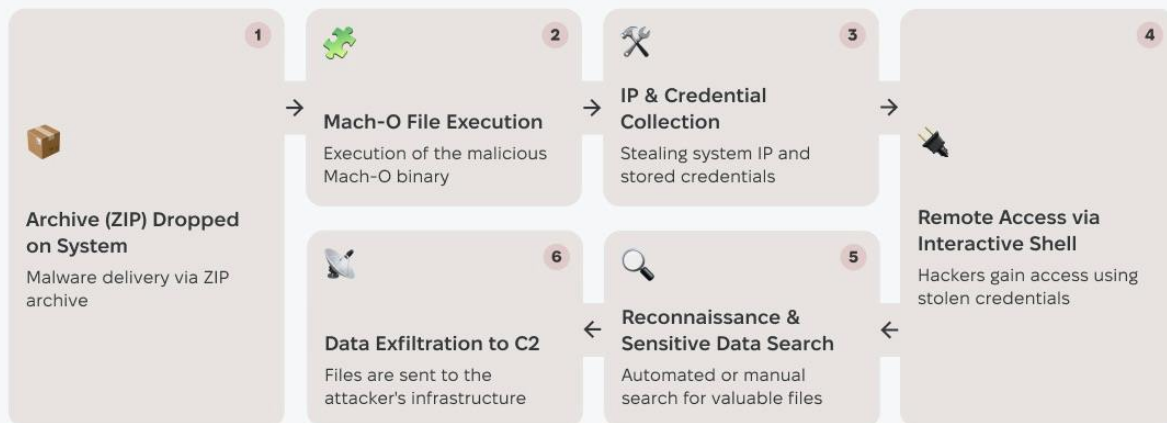 1
Archive (ZIP) Dropped
on System
Malware delivery via ZIP
archive
2
Mach-O File Execution
Execution of the malicious
Mach-O binary
3
IP & Credential
Collection
Stealing system IP and
stored credentials
4
Remote Access via
Interactive Shell
Hackers gain access using
stolen credentials
5
Reconnaissance &
Sensitive Data Search
Automated or manual
search for valuable files
6
Data Exfiltration to C2
Files are sent to the
attacker's infrastructure